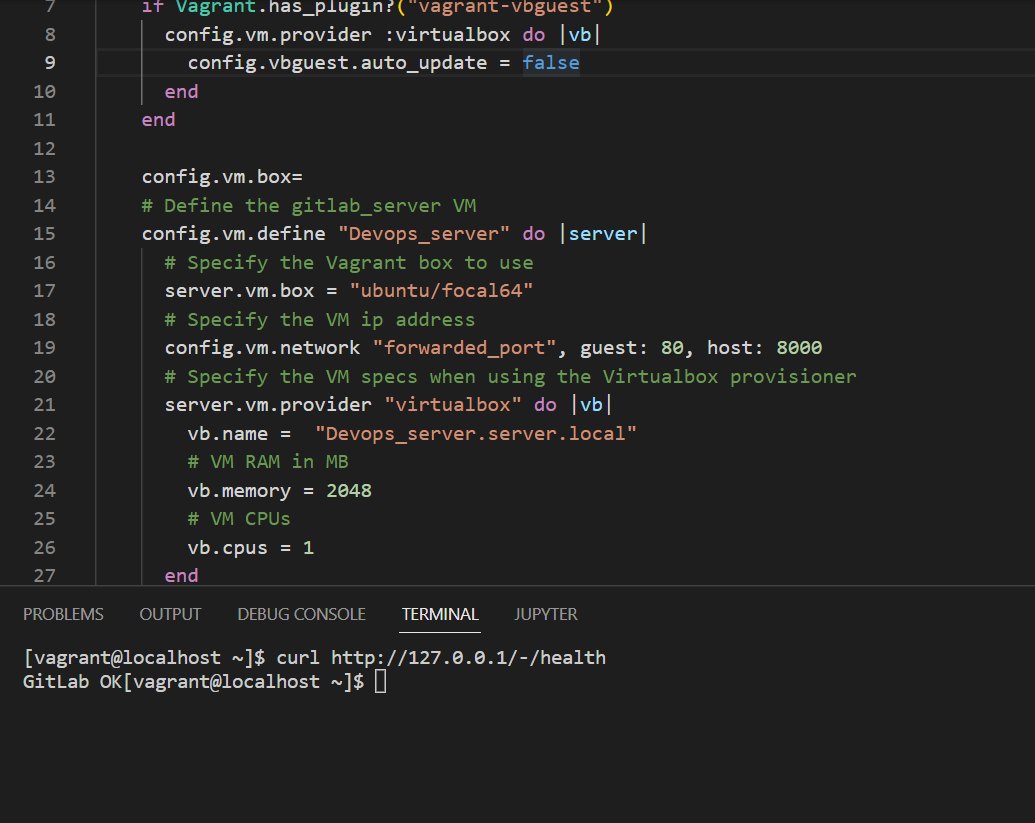 7 if Vagrant.has_plugin?("vagrant-vbguest")
8 config.vm.provider :virtualbox do |vb|
9 config.vbguest.auto_update = false
10 end
11 end
12
13 config.vm.box=
14 # Define the gitlab_server VM
15 config.vm.define "Devops_server" do |server|
16 # Specify the Vagrant box to use
17 server.vm.box = "ubuntu/focal64"
18 # Specify the VM ip address
19 config.vm.network "forwarded_port", guest: 80, host: 8000
20 # Specify the VM specs when using the Virtualbox provisioner
21 server.vm.provider "virtualbox" do |vb|
22 vb.name =  "Devops_server.server.local"
23 # VM RAM in MB
24 vb.memory = 2048
25 # VM CPUs
26 vb.cpus = 1
27 end
PROBLEMS OUTPUT DEBUG CONSOLE TERMINAL JUPYTER
[vagrant@localhost ~]$ curl http://127.0.0.1/-/health
GitLab OK[vagrant@localhost ~]$